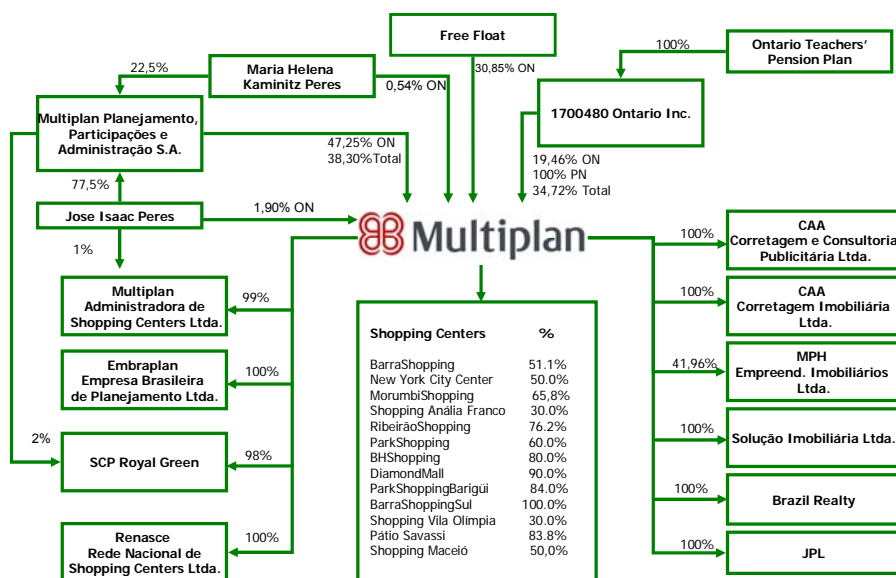 Free Float
100%
Ontario Teachers'
Pension Plan
22,5%
Maria Helena
Kaminitz Peres
0,54% ON
30,85% ON
Multiplan Planejamento,
Participações e
Administração S.A.
1700480 Ontario Inc.
47,25% ON
38,30%Total
19,46% ON
100% PN
34,72% Total
77,5%
Jose Isaac Peres
1,90% ON
Multiplan
1%
Multiplan
Administradora de
Shopping Centers Ltda.
99%
Embraplan
Empresa Brasileira
de Planejamento Ltda.
100%
2%
SCP Royal Green
98%
Renasce
Rede Nacional de
Shopping Centers Ltda.
100%
Shopping Centers %
BarraShopping 51.1%
New York City Center 50.0%
MorumbiShopping 65,8%
Shopping Anália Franco 30.0%
RibeirãoShopping 76.2%
ParkShopping 60.0%
BHShopping 80.0%
DiamondMall 90.0%
ParkShoppingBarigüi 84.0%
BarraShoppingSul 100.0%
Shopping Vila Olímpia 30.0%
Pátio Savassi 83.8%
Shopping Maceió 50,0%
100%
CAA
Corretagem e Consultoria
Publicitária Ltda.
100%
CAA
Corretagem Imobiliária
Ltda.
41,96%
MPH
Empreend. Imobiliários
Ltda.
100%
Solução Imobiliária Ltda.
100%
Brazil Realty
100%
JPL